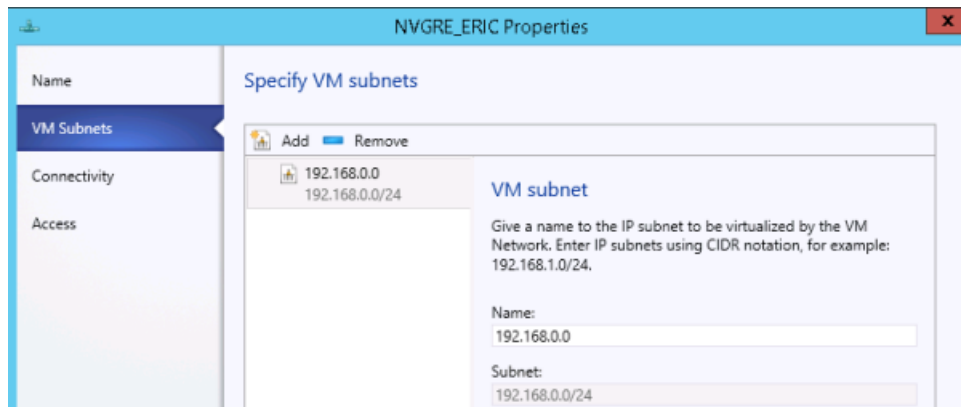 NVGRE_ERIC Properties
x
Name
VM Subnets
Connectivity
Access
Specify VM subnets
Add Remove
192.168.0.0
192.168.0.0/24
VM subnet
Give a name to the IP subnet to be virtualized by the VM
Network. Enter IP subnets using CIDR notation, for example:
192.168.1.0/24.
Name:
192.168.0.0
Subnet:
192.168.0.0/24